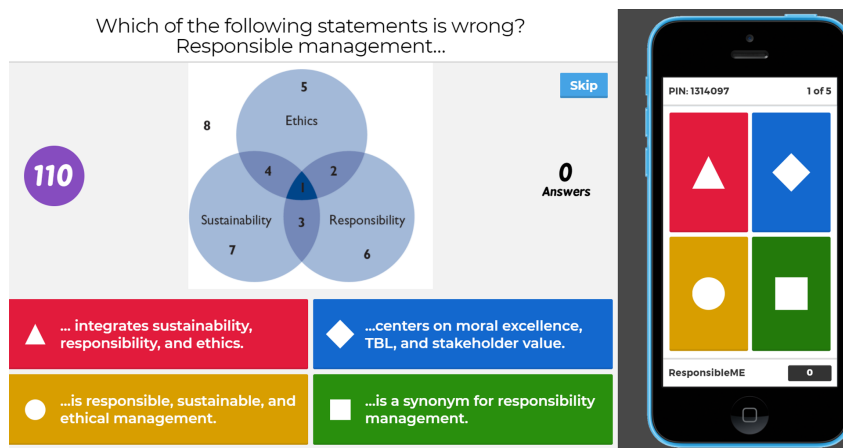 Which of the following statements is wrong?
Responsible management...
Skip
110
5
Ethics
8
4
2
1
Sustainability
3
Responsibility
7
6
0
Answers
... integrates sustainability,
responsibility, and ethics.
...centers on moral excellence,
TBL, and stakeholder value.
...is responsible, sustainable, and
ethical management.
...is a synonym for responsibility
management.
PIN: 1314097
1 of 5
ResponsibleME
0